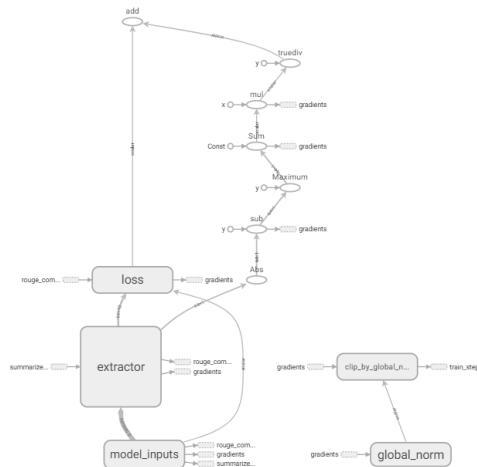 add
truediv
y
mul
x
gradients
Sum
Const
gradients
Maximum
y
sub
y
gradients
Abs
rouge_com...
loss
gradients
extractor
rouge_com...
summarize...
gradients
gradients
clip_by_global_n...
train_step
model_inputs
rouge_com...
gradients
summarize...
gradients
global_norm